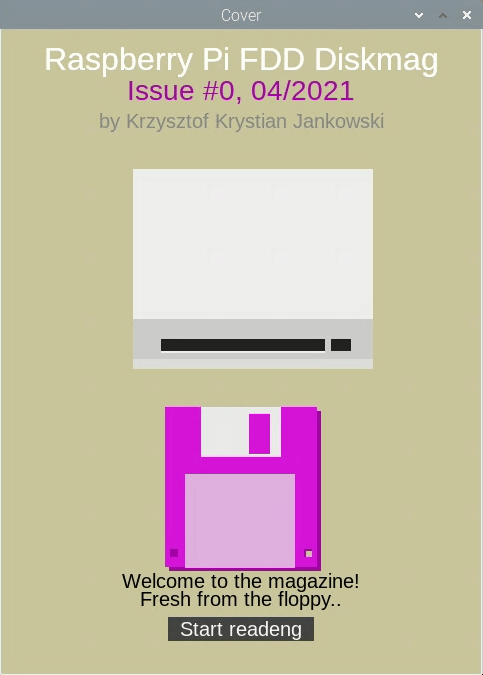 Cover
Raspberry Pi FDD Diskmag
Issue #0, 04/2021
by Krzysztof Krystian Jankowski
Welcome to the magazine!
Fresh from the floppy..
Start readeng